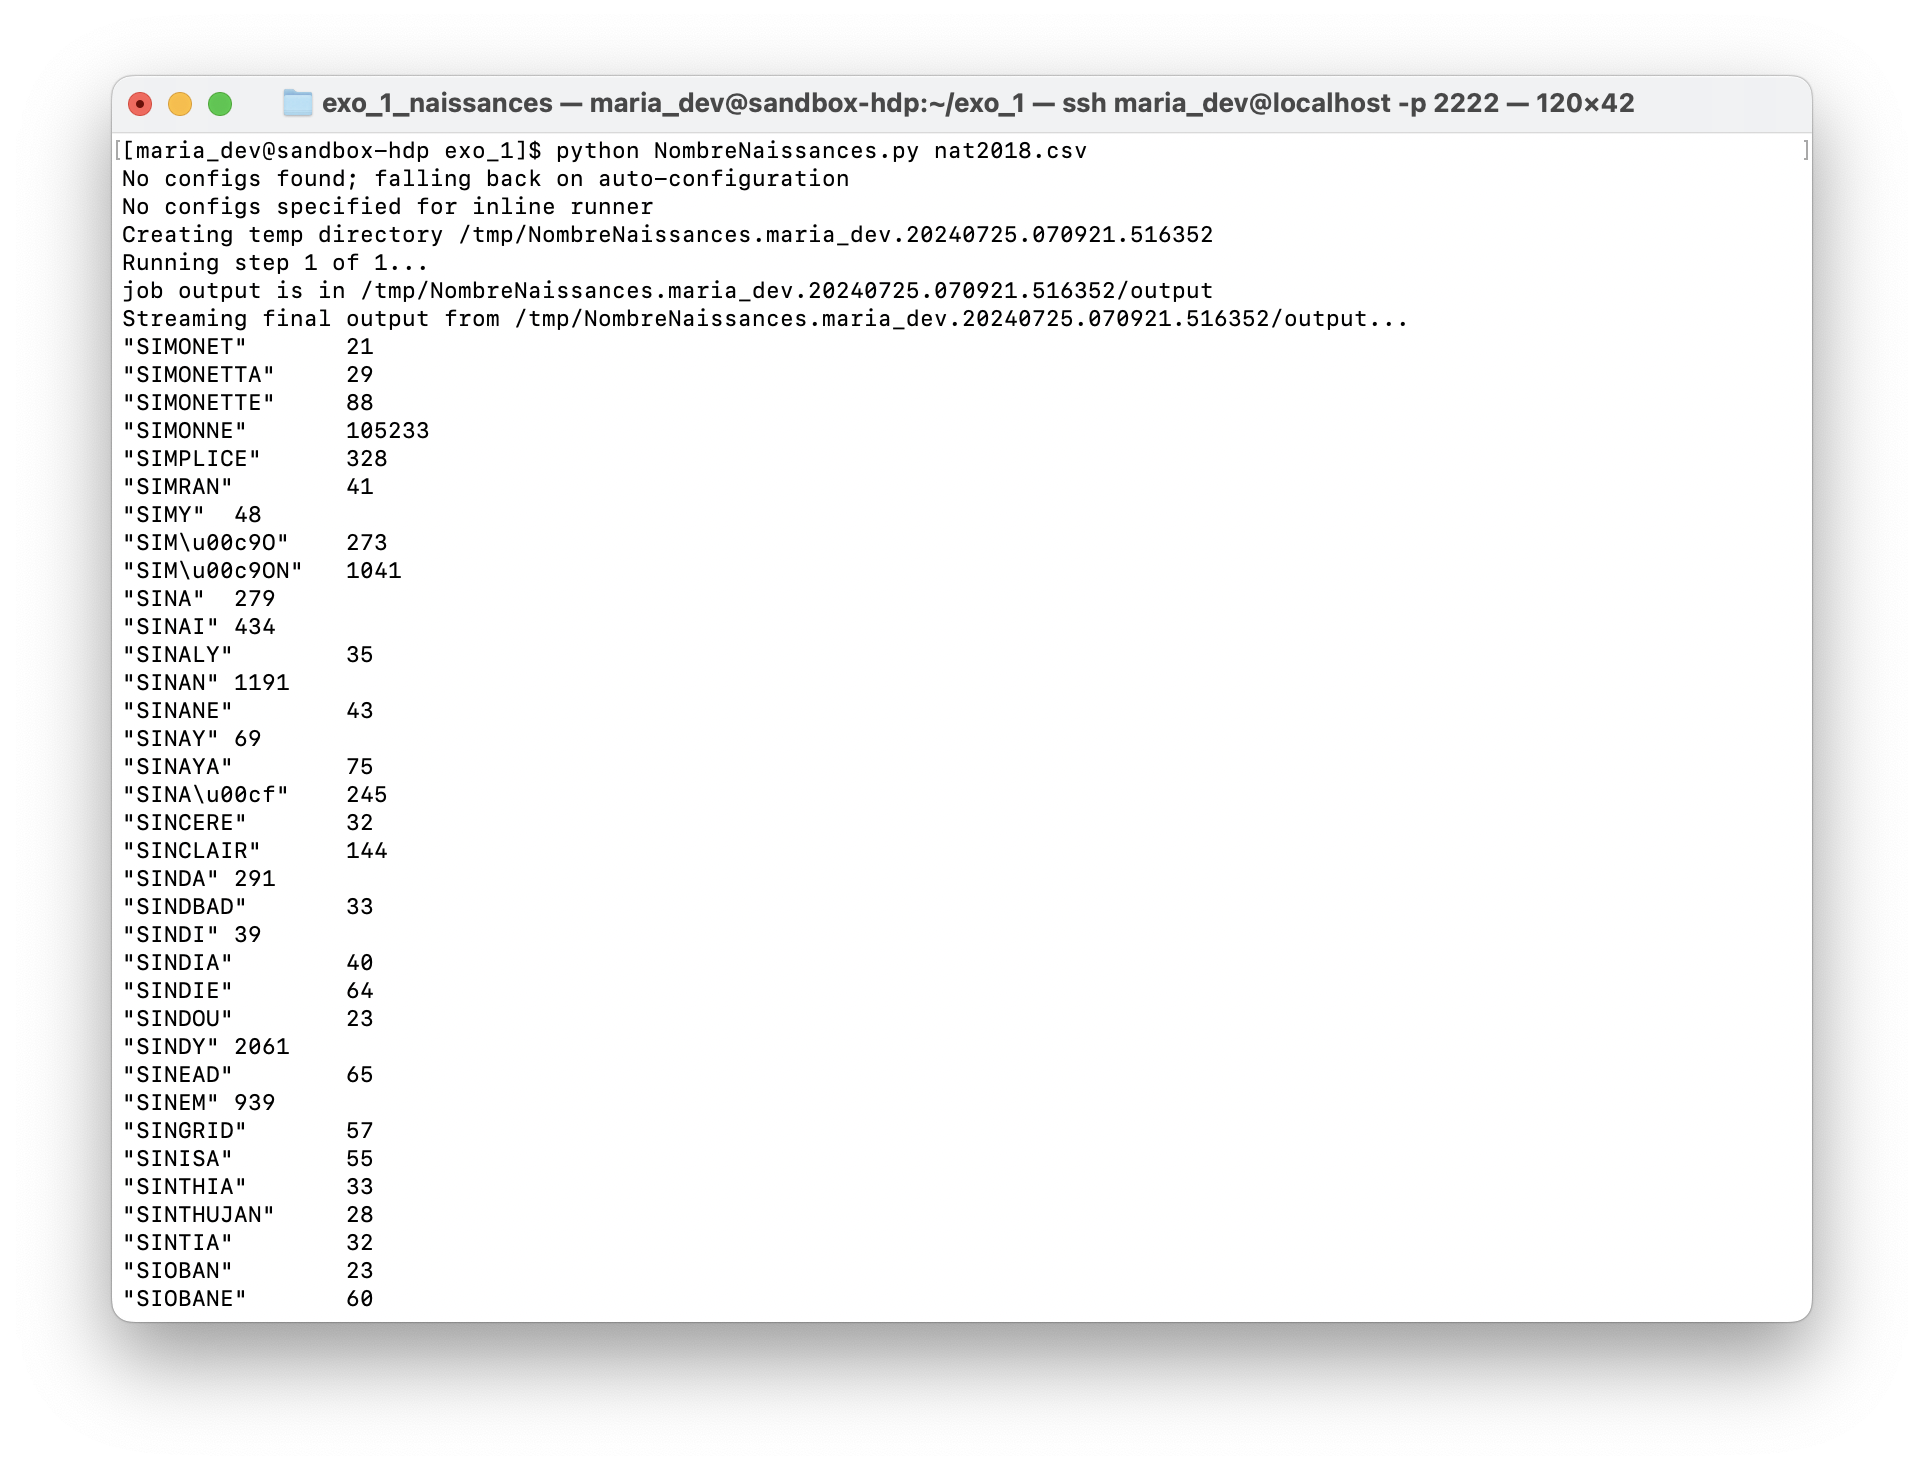 exo_1_naissances — maria_dev@sandbox-hdp:~/exo_1 — ssh maria_dev@localhost -p 2222 — 120×42
[[maria_dev@sandbox-hdp exo_1]$ python NombreNaissances.py nat2018.csv ]
No configs found; falling back on auto-configuration
No configs specified for inline runner
Creating temp directory /tmp/NombreNaissances.maria_dev.20240725.070921.516352
Running step 1 of 1...
job output is in /tmp/NombreNaissances.maria_dev.20240725.070921.516352/output
Streaming final output from /tmp/NombreNaissances.maria_dev.20240725.070921.516352/output...
"SIMONET"       21
"SIMONETTA"     29
"SIMONETTE"     88
"SIMONNE"       105233
"SIMPLICE"      328
"SIMRAN"        41
"SIMY"  48
"SIM\u00c9O"    273
"SIM\u00c9ON"   1041
"SINA"  279
"SINAI" 434
"SINALY"        35
"SINAN" 1191
"SINANE"        43
"SINAY" 69
"SINAYA"        75
"SINA\u00cf"    245
"SINCERE"       32
"SINCLAIR"      144
"SINDA" 291
"SINDBAD"       33
"SINDI" 39
"SINDIA"        40
"SINDIE"        64
"SINDOU"        23
"SINDY" 2061
"SINEAD"        65
"SINEM" 939
"SINGRID"       57
"SINISA"        55
"SINTHIA"       33
"SINTHUJAN"     28
"SINTIA"        32
"SIOBAN"        23
"SIOBANE"       60